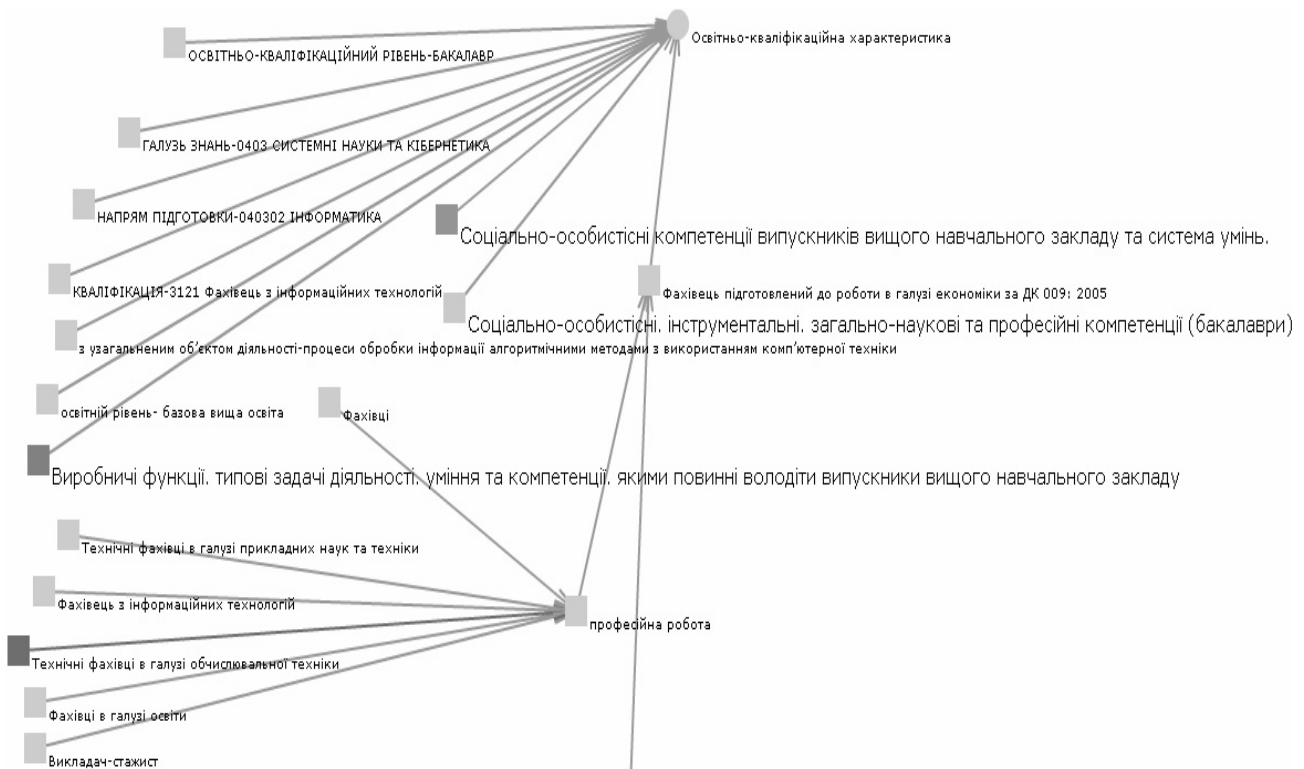 Освітньо-кваліфікаційна характеристика
ОСВІТНЬО-КВАЛІФІКАЦІЙНИЙ РІВЕНЬ-БАКАЛАВР
ГАЛУЗЬ ЗНАНЬ-0403 СИСТЕМНІ НАУКИ ТА КІБЕРНЕТИКА
НАПРЯМ ПІДГОТОВКИ-040302 ІНФОРМАТИКА
Соціально-особистісні компетенції випускників вищого навчального закладу та система умінь.
КВАЛІФІКАЦІЯ-3121 Фахівець з інформаційних технологій
Фахівець підготовлений до роботи в галузі економіки за ДК 009: 2005
Соціально-особистісні. інструментальні. загально-наукові та професійні компетенції (бакалаври)
з узагальненим об'єктом діяльності-процеси обробки інформації алгоритмічними методами з використанням комп'ютерної техніки
освітній рівень- базова вища освіта
Фахівці
Виробничі функції. типові задачі діяльності. уміння та компетенції. якими повинні володіти випускники вищого навчального закладу
Технічні фахівці в галузі прикладних наук та техніки
Фахівець з інформаційних технологій
професійна робота
Технічні фахівці в галузі обчислювальної техніки
Фахівці в галузі освіти
Викладач-стажист